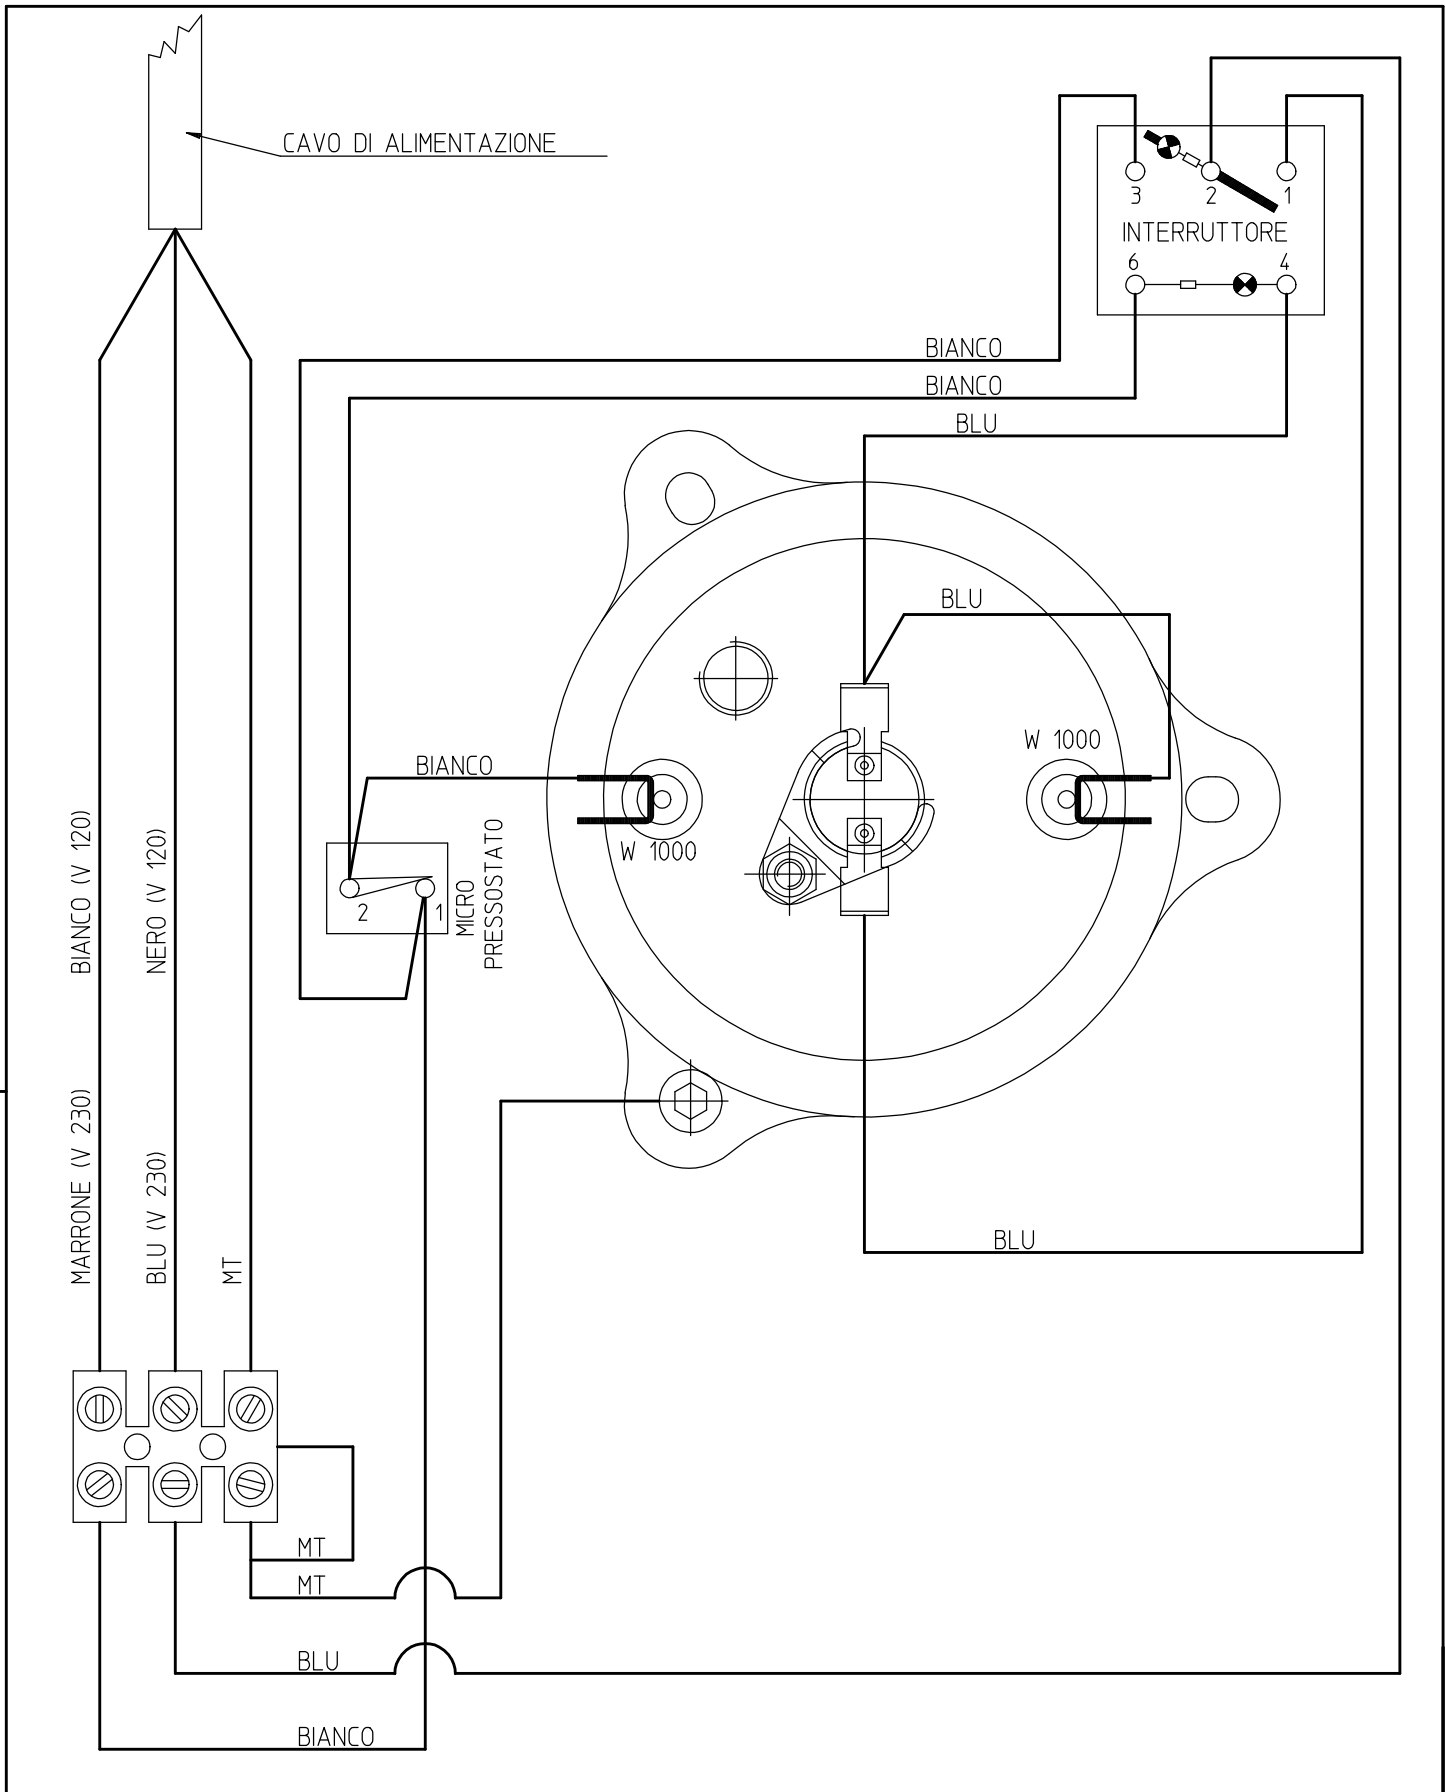 CAVO DI ALIMENTAZIONE
3 2 1
INTERRUTTORE
6 4
BIANCO
BIANCO
BLU
BLU
W 1000
BIANCO
W 1000
2 1
MICRO
PRESSOSTATO
BIANCO (V 120)
NERO (V 120)
MARRONE (V 230)
BLU (V 230)
MT
BLU
MT
MT
BLU
BIANCO